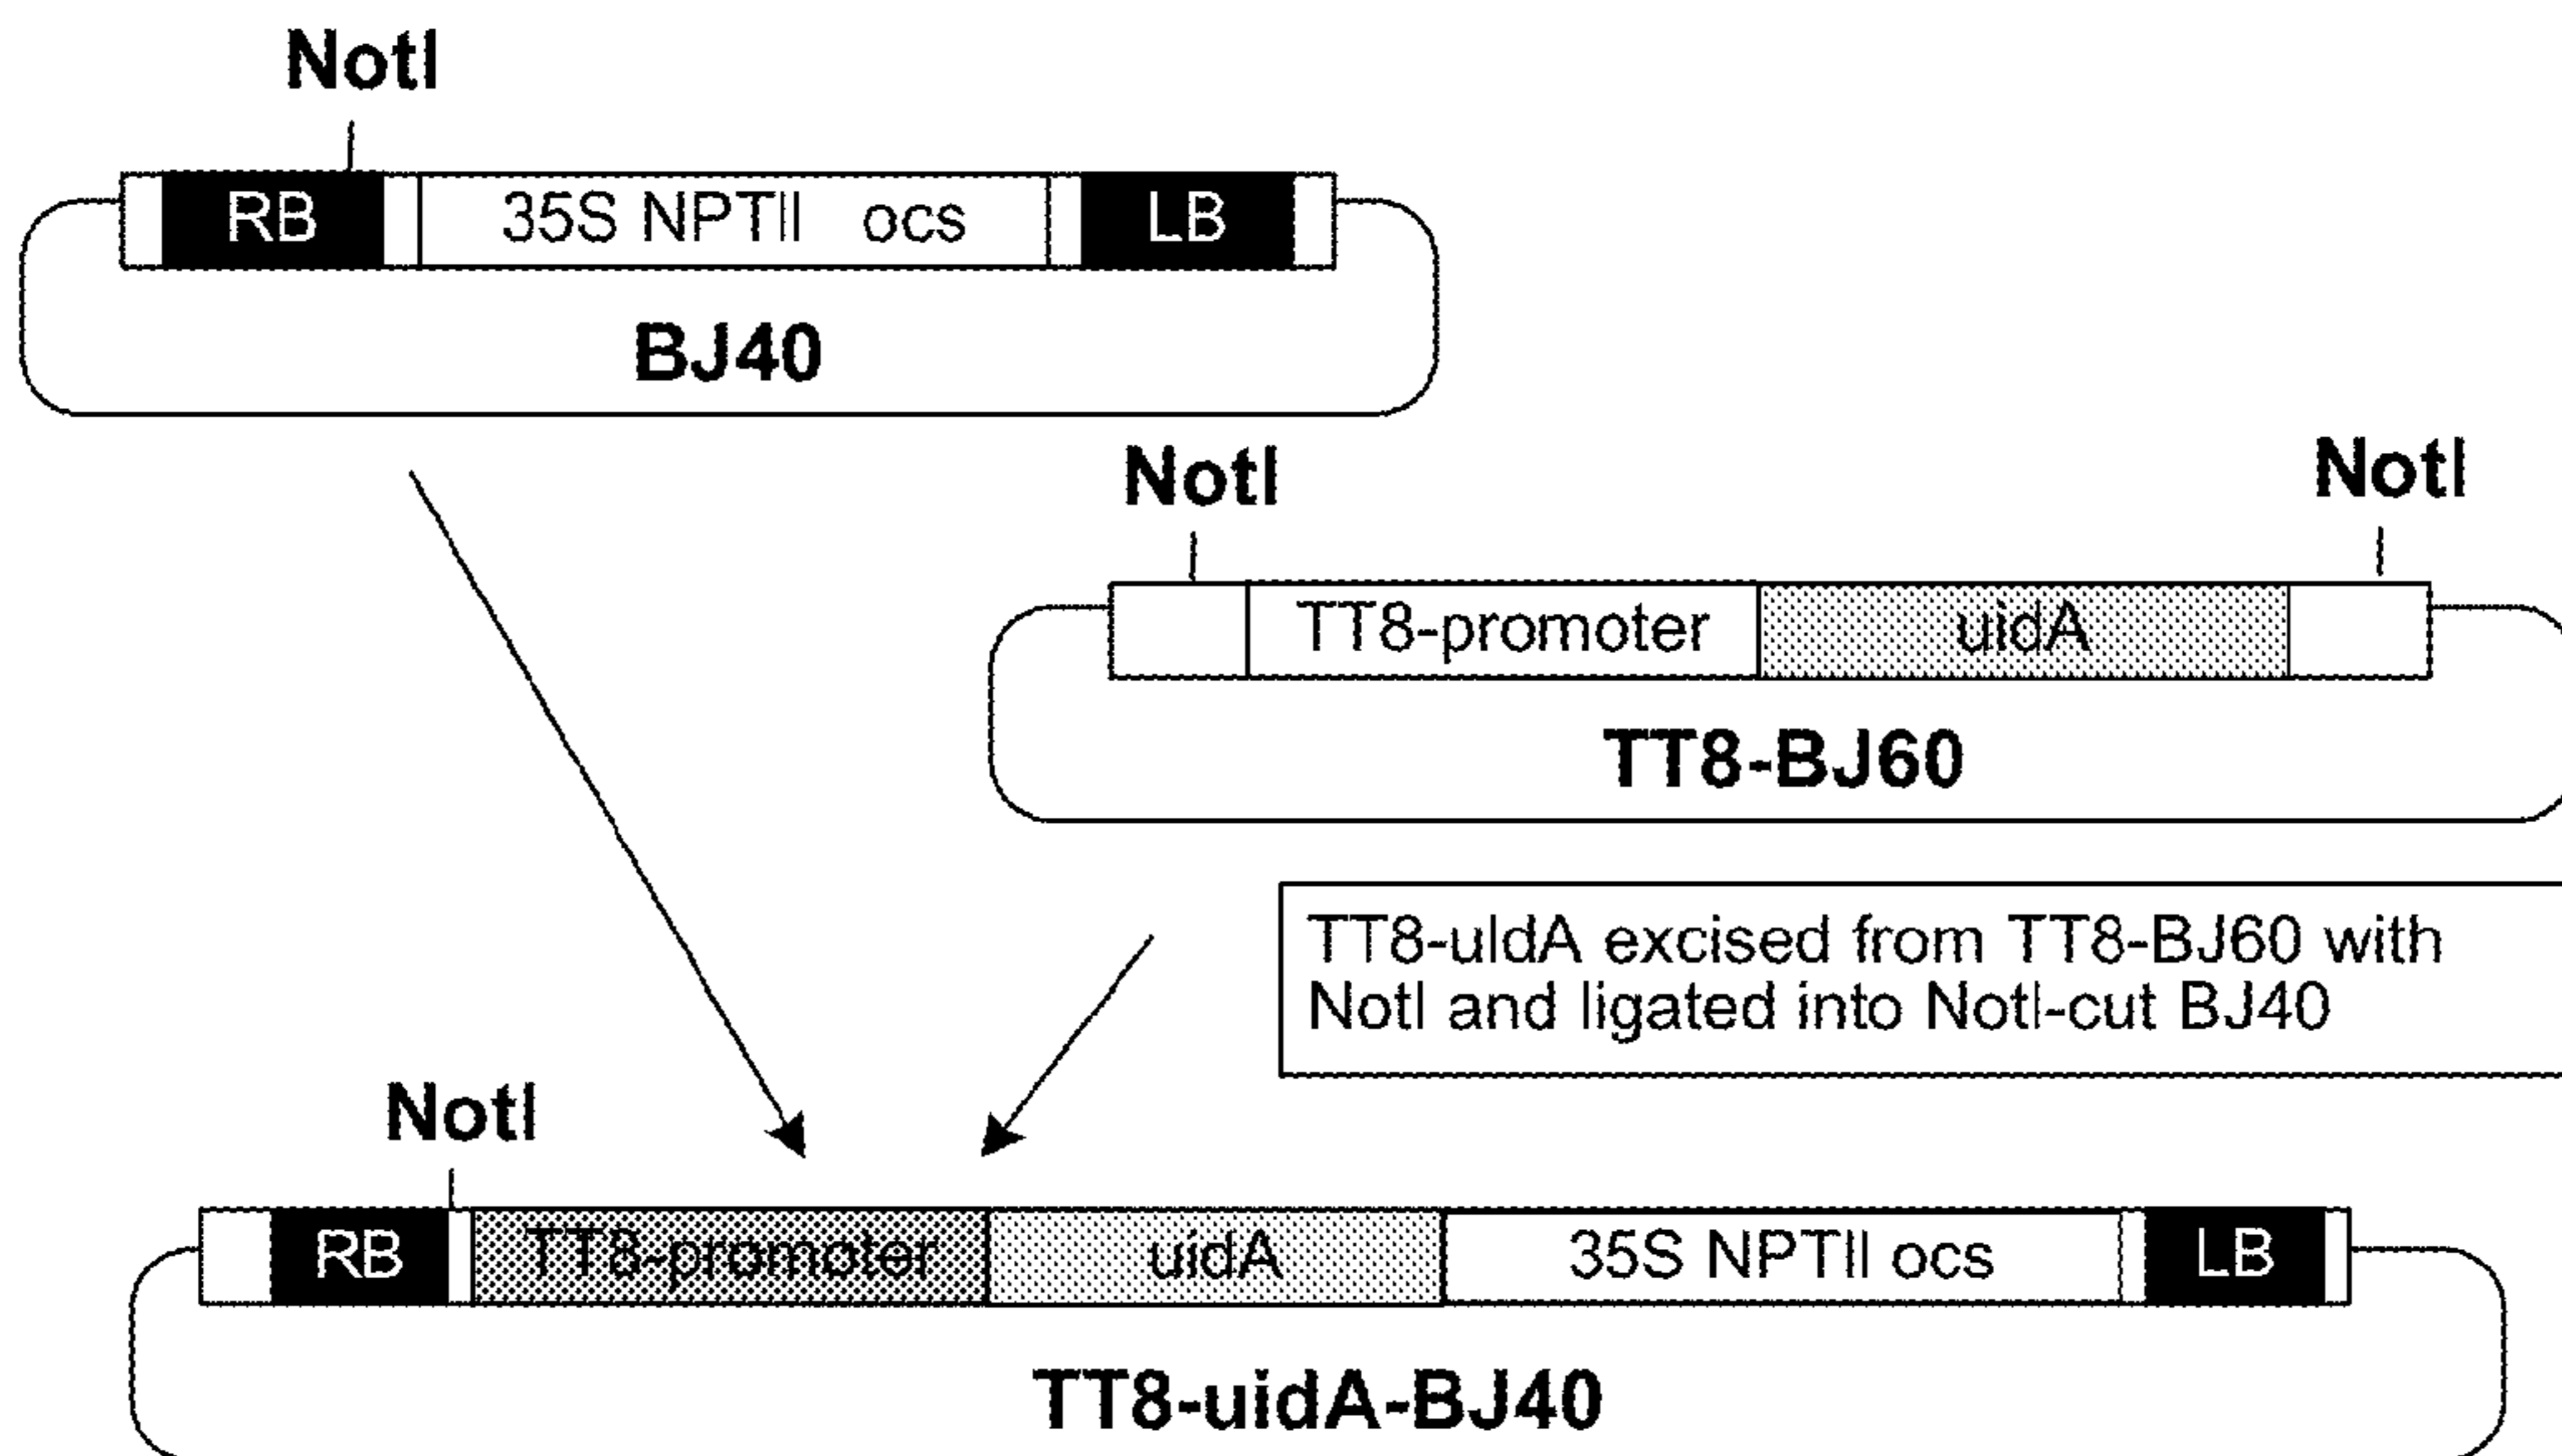 NotI
RB 35S NPTII ocs LB
BJ40
NotI NotI
TT8-promoter uidA
TT8-BJ60
TT8-uIdA excised from TT8-BJ60 with
NotI and ligated into NotI-cut BJ40
NotI
RB TT8-promoter uidA 35S NPTII ocs LB
TT8-uidA-BJ40